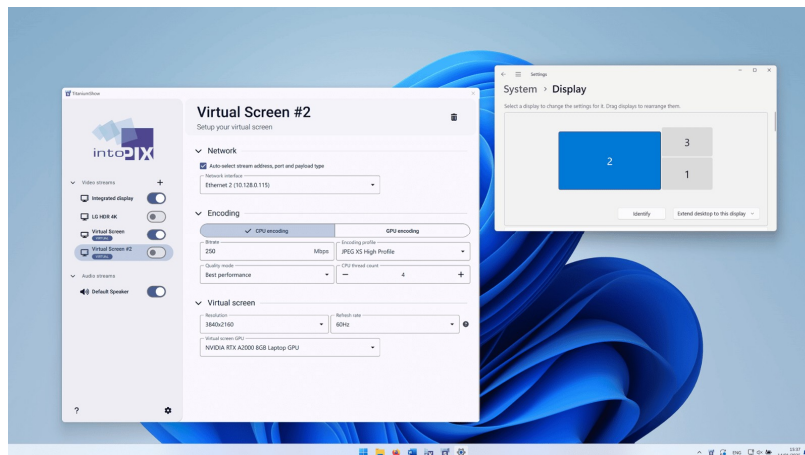 TitaniumShow
intoPIX
Video streams +
Integrated display
LG HDR 4K
Virtual Screen
VIRTUAL
Virtual Screen #2
VIRTUAL
Audio streams
Default Speaker
?
Virtual Screen #2
Setup your virtual screen
Network
Auto-select stream address, port and payload type
Network interface
Ethernet 2 (10.128.0.115)
Encoding
CPU encoding GPU encoding
Bitrate Encoding profile
250 Mbps JPEG XS High Profile
Quality mode CPU thread count
Best performance — 4 +
Virtual screen
Resolution Refresh rate
3840x2160 60Hz
Virtual screen GPU
NVIDIA RTX A2000 8GB Laptop GPU
Settings
System > Display
Select a display to change the settings for it. Drag displays to rearrange them.
3
2
1
Identify Extend desktop to this display
ENG
15:37